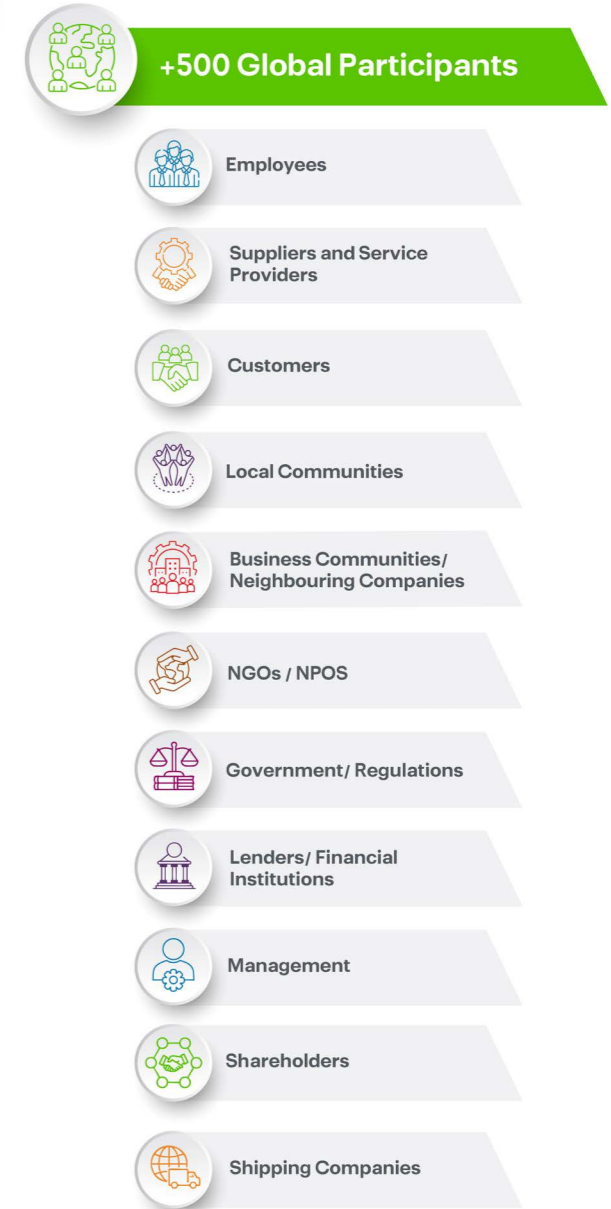 +500 Global Participants
Employees
Suppliers and Service
Providers
Customers
Local Communities
Business Communities/
Neighbouring Companies
NGOs / NPOS
Government/ Regulations
Lenders/ Financial
Institutions
Management
Shareholders
Shipping Companies